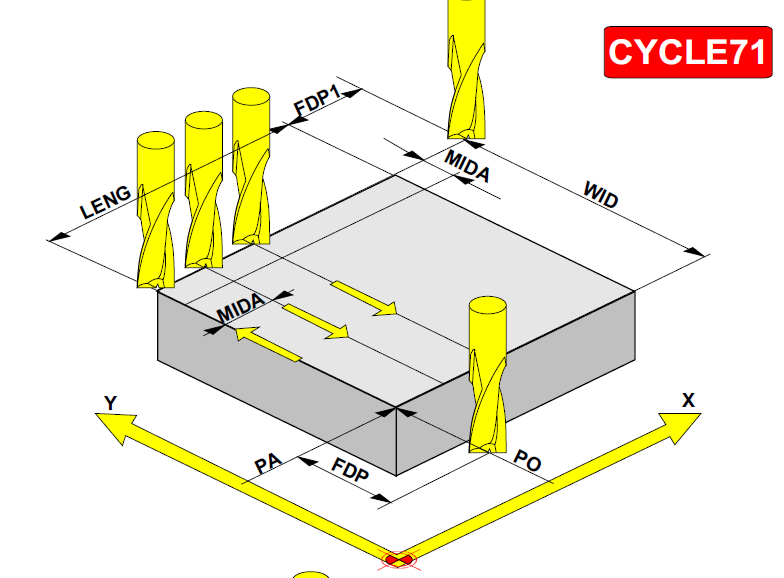 CYCLE71
FDP1
MIDA
LENG
WID
MIDA
Y
X
PA
FDP
PO